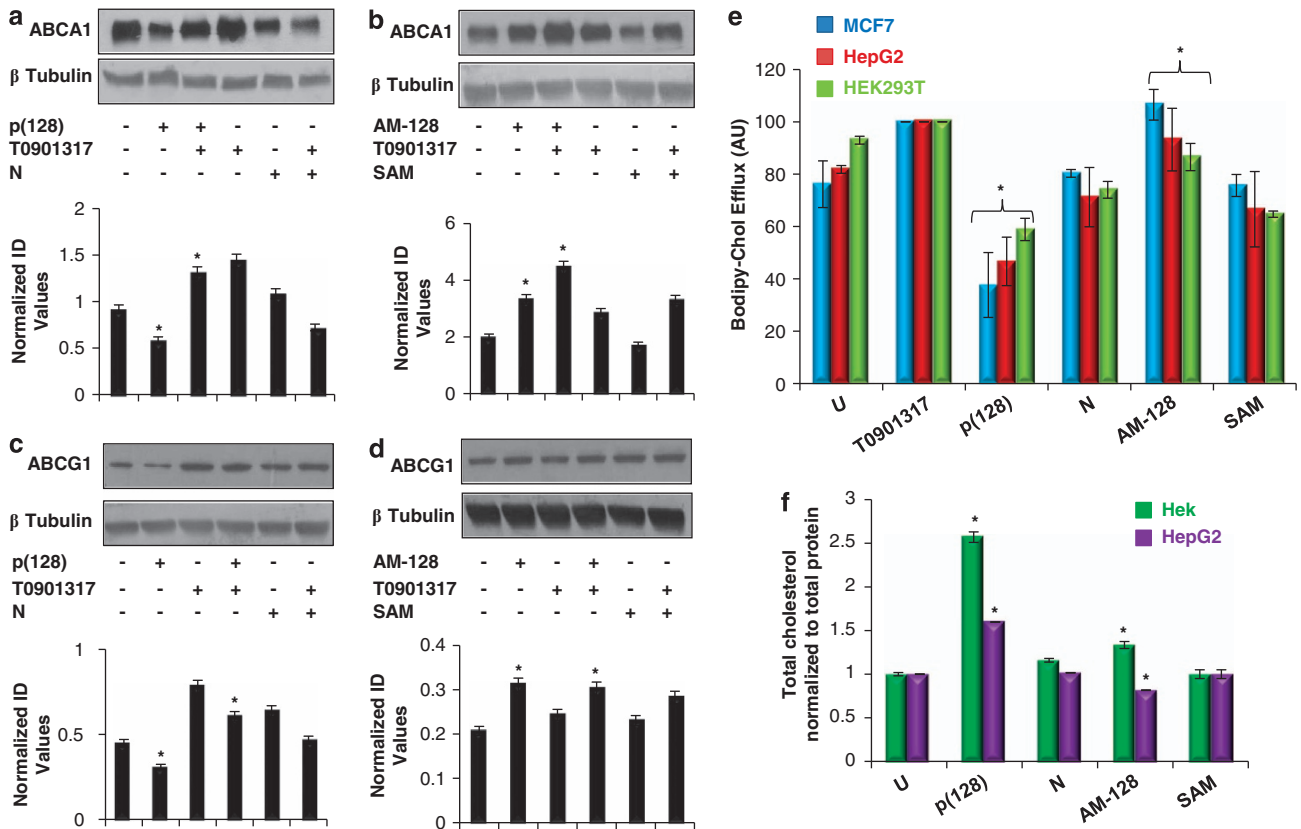 a
ABCA1
β Tubulin
p(128) - + + - - -
T0901317 - - + + - +
N - - - - + +
Normalized ID
Values
2
1.5
1
0.5
0
* *
b
ABCA1
β Tubulin
AM-128 - + + - - -
T0901317 - - + + - +
SAM - - - - + +
Normalized ID
Values
6
4
2
0
* *
c
ABCG1
β Tubulin
p(128) - + - + - -
T0901317 - - + + - +
N - - - - + +
Normalized ID
Values
1
0.5
0
* *
d
ABCG1
β Tubulin
AM-128 - + - + - -
T0901317 - - + + - +
SAM - - - - + +
Normalized ID
Values
0.4
0.3
0.2
0.1
0
* *
e
MCF7
HepG2
HEK293T
Bodipy-Chol Efflux (AU)
120
100
80
60
40
20
0
* *
U T0901317 p(128) N AM-128 SAM
f
Hek
HepG2
Total cholesterol
normalized to total protein
3
2.5
2
1.5
1
0.5
0
* * * *
U p(128) N AM-128 SAM